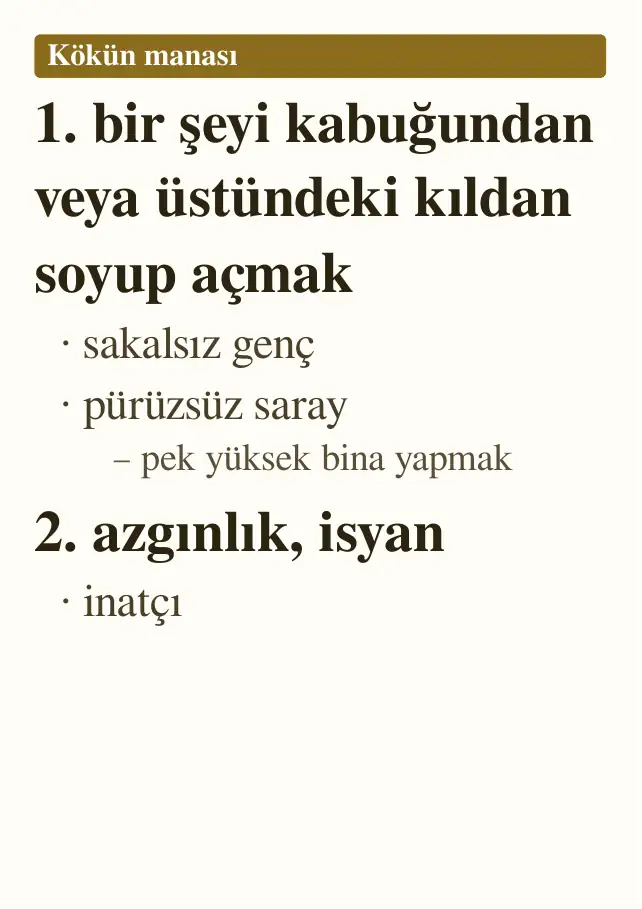 Kökün manası
1. bir şeyi kabuğundan
veya üstündeki kıldan
soyup açmak
· sakalsız genç
· pürüzsüz saray
– pek yüksek bina yapmak
2. azgınlık, isyan
· inatçı